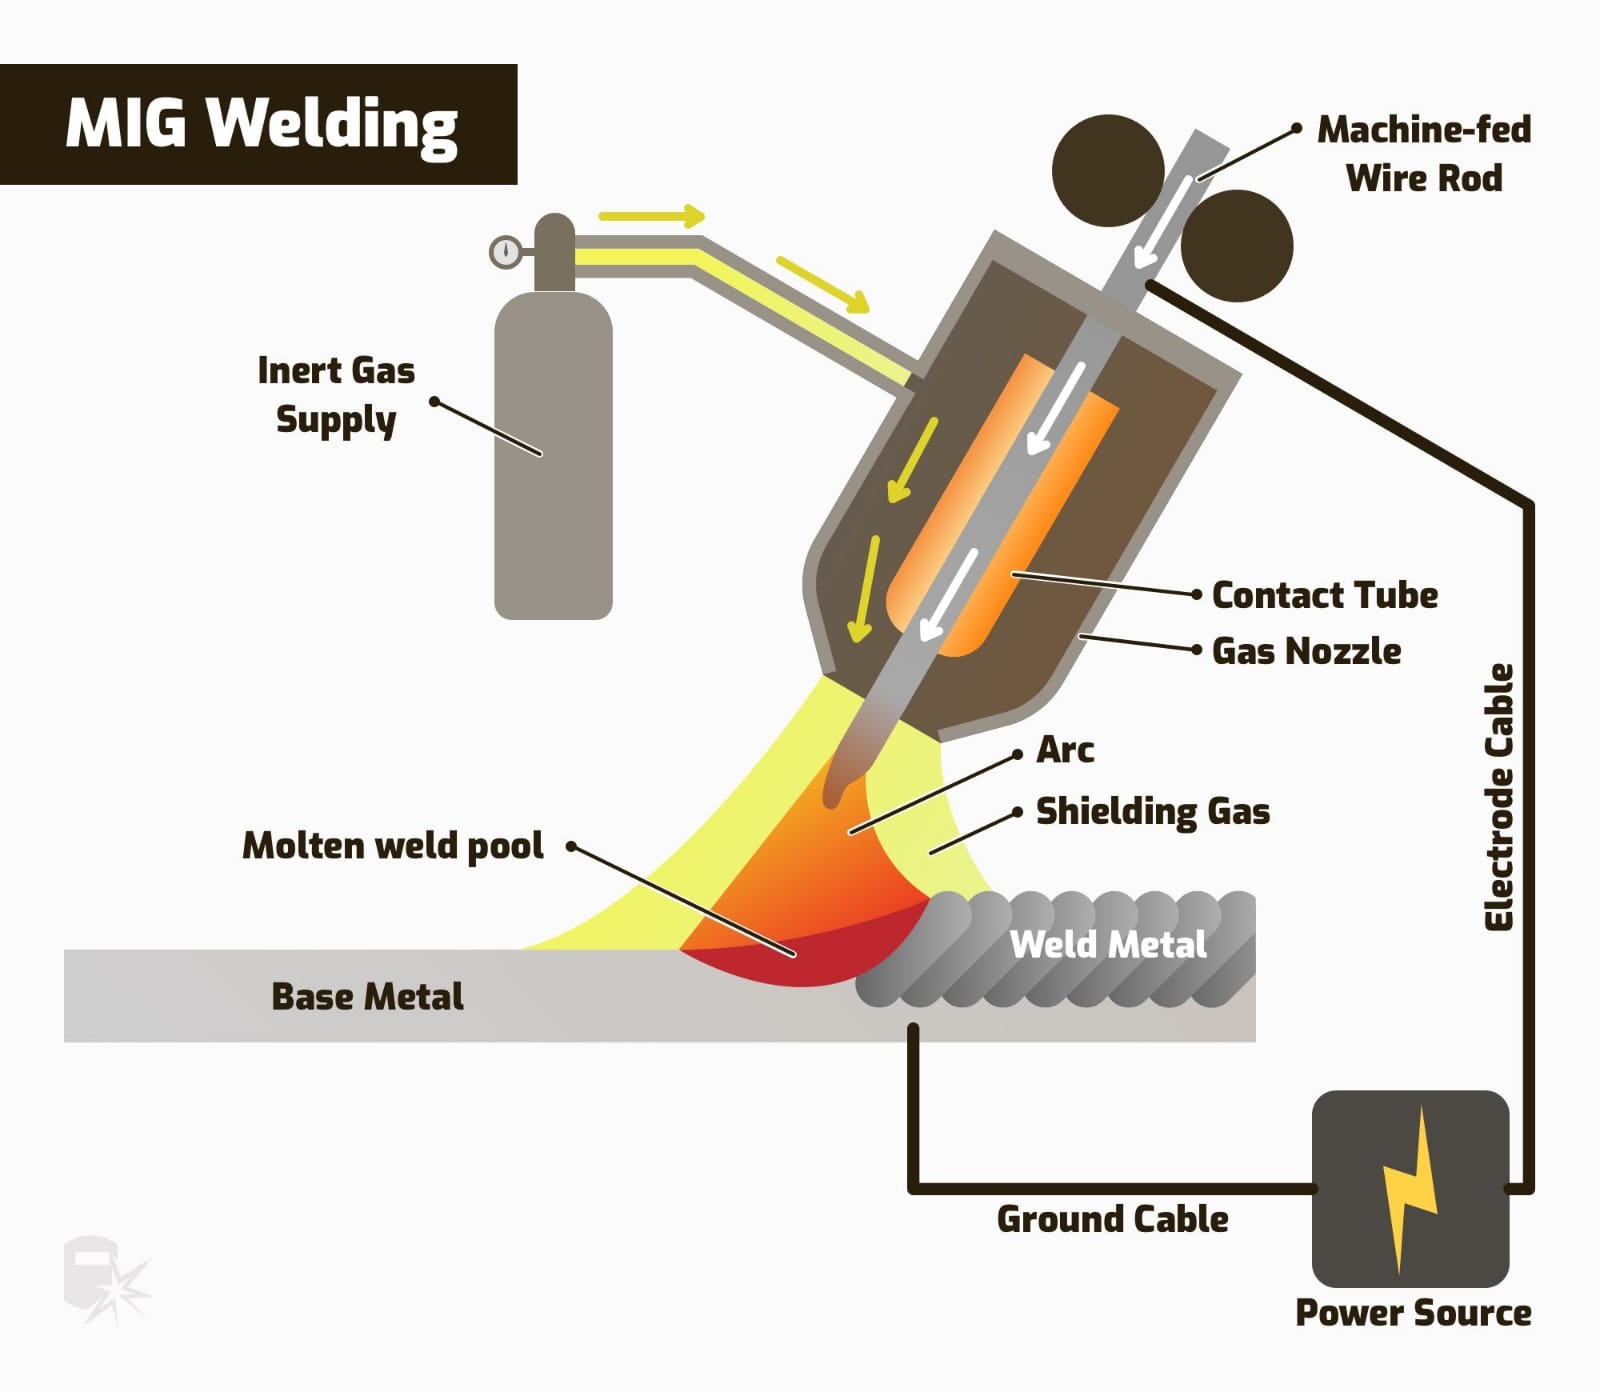 MIG Welding
Machine-fed
Wire Rod
Inert Gas
Supply
Contact Tube
Gas Nozzle
Electrode Cable
Arc
Shielding Gas
Molten weld pool
Weld Metal
Base Metal
Ground Cable
Power Source